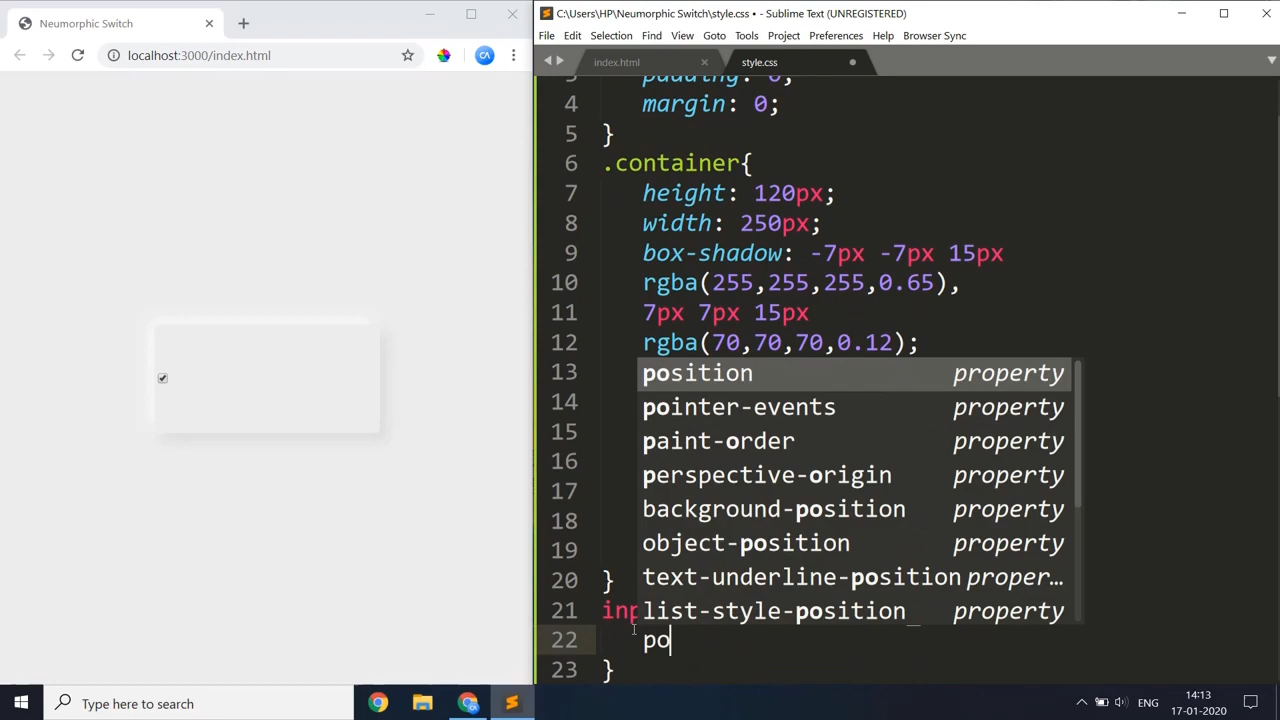 Neumorphic Switch
localhost:3000/index.html
C:\Users\HP\Neumorphic Switch\style.css • - Sublime Text (UNREGISTERED)
File Edit Selection Find View Goto Tools Project Preferences Help Browser Sync
index.html style.css
3 padding: 0;
4 margin: 0;
5 }
6 .container{
7 height: 120px;
8 width: 250px;
9 box-shadow: -7px -7px 15px
10 rgba(255,255,255,0.65),
11 7px 7px 15px
12 rgba(70,70,70,0.12);
13 position property
14 pointer-events property
15 paint-order property
16 perspective-origin property
17 background-position property
18 object-position property
19 text-underline-position proper…
20 }
21 inp list-style-position property
22 po
23 }
Type here to search
ENG
14:13
17-01-2020